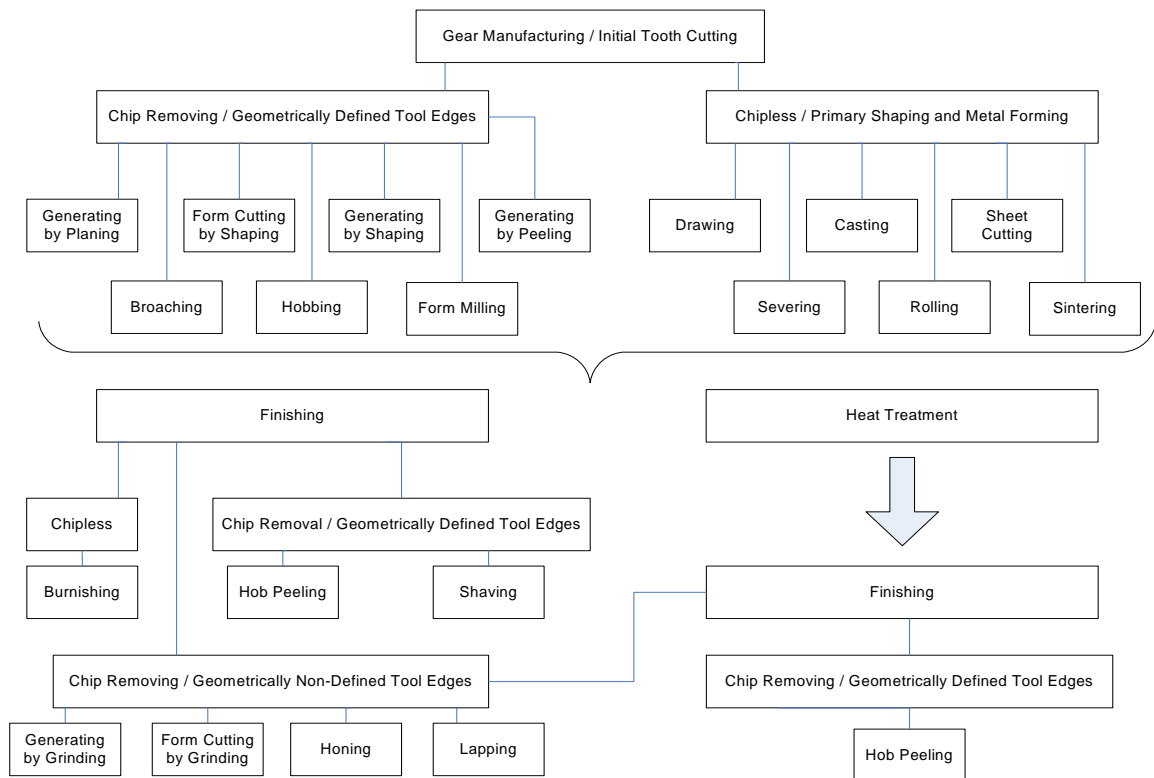 Gear Manufacturing / Initial Tooth Cutting
Chip Removing / Geometrically Defined Tool Edges
Chipless / Primary Shaping and Metal Forming
Generating
by Planing
Form Cutting
by Shaping
Generating
by Shaping
Generating
by Peeling
Drawing
Casting
Sheet
Cutting
Broaching
Hobbing
Form Milling
Severing
Rolling
Sintering
Finishing
Heat Treatment
Chipless
Chip Removal / Geometrically Defined Tool Edges
Burnishing
Hob Peeling
Shaving
Finishing
Chip Removing / Geometrically Non-Defined Tool Edges
Chip Removing / Geometrically Defined Tool Edges
Generating
by Grinding
Form Cutting
by Grinding
Honing
Lapping
Hob Peeling